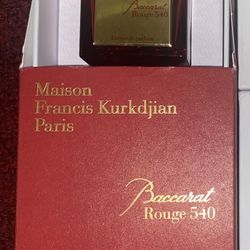 Baccarat
Rouge 540
Extrait de parfum
Maison
Francis Kurkdjian
Paris
Baccarat
Rouge 540